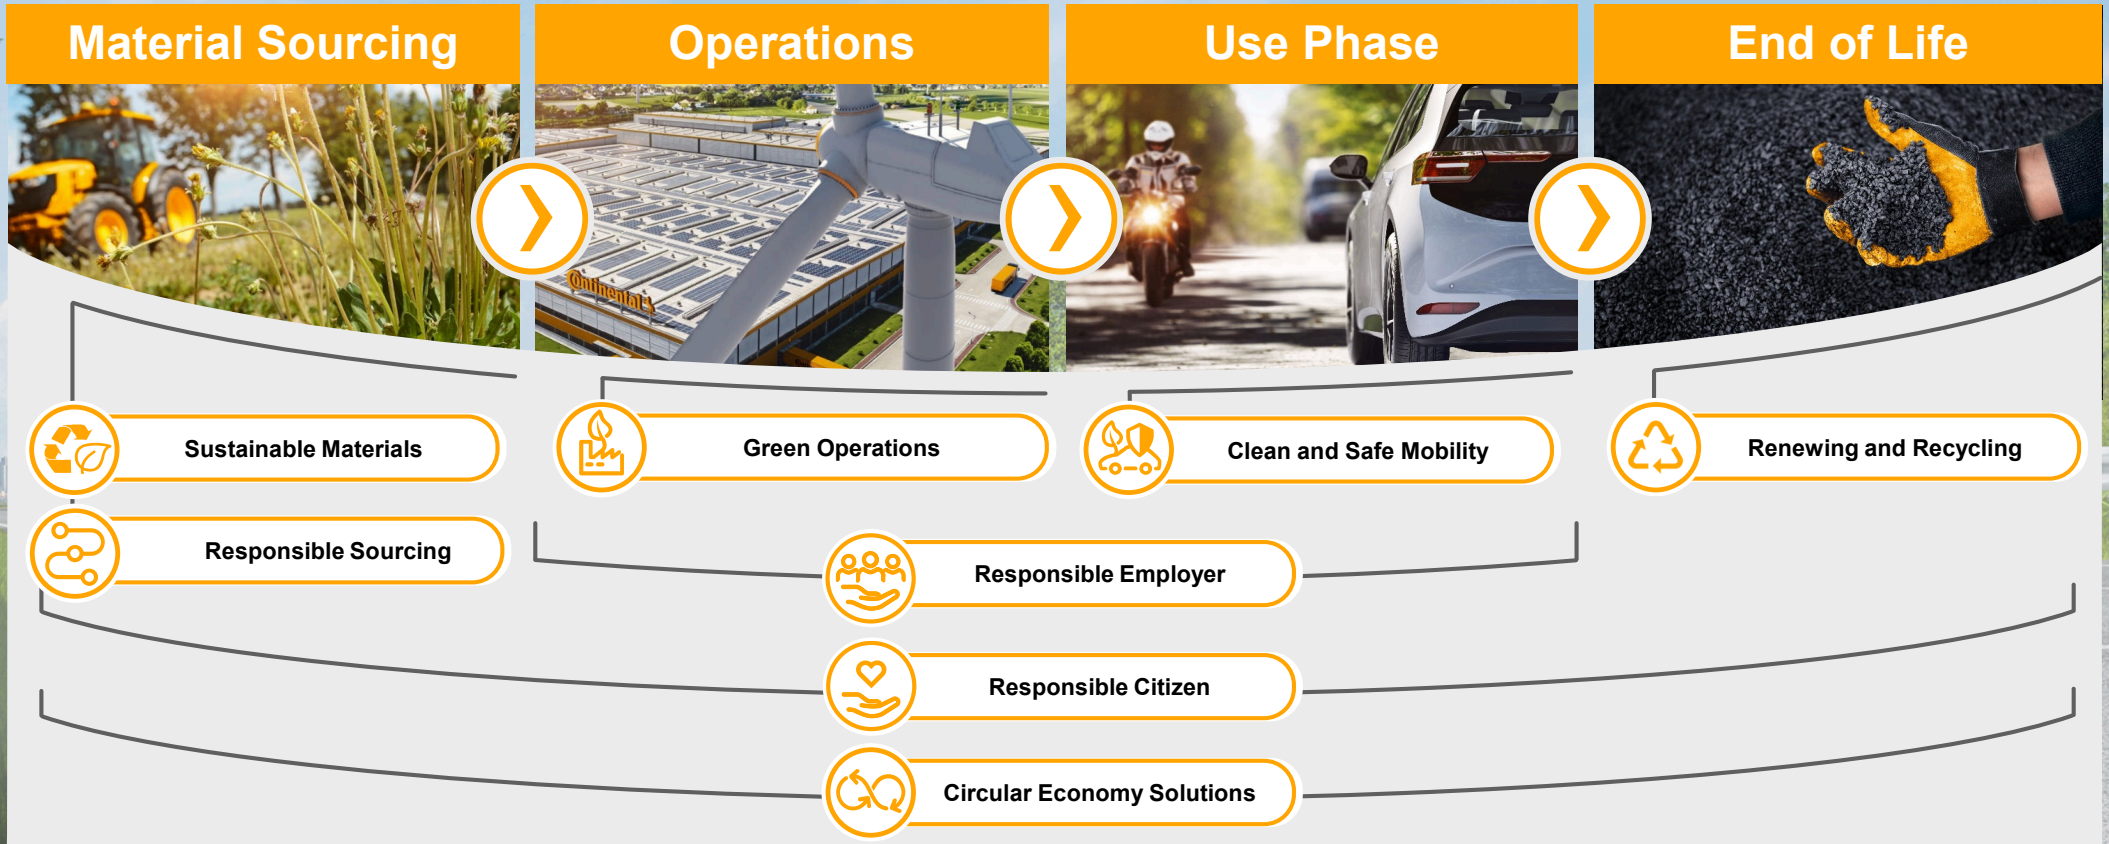 Material Sourcing
Operations
Use Phase
End of Life
Continental
Sustainable Materials
Green Operations
Clean and Safe Mobility
Renewing and Recycling
Responsible Sourcing
Responsible Employer
Responsible Citizen
Circular Economy Solutions